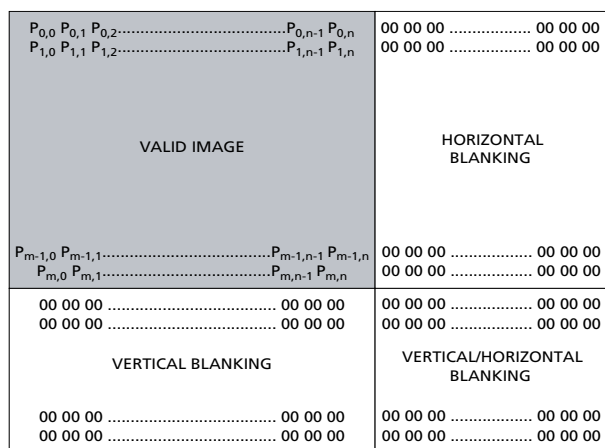 P0,0 P0,1 P0,2.....................................P0,n-1 P0,n
P1,0 P1,1 P1,2.....................................P1,n-1 P1,n
00 00 00 .................. 00 00 00
00 00 00 .................. 00 00 00
VALID IMAGE
HORIZONTAL
BLANKING
Pm-1,0 Pm-1,1.....................................Pm-1,n-1 Pm-1,n
Pm,0 Pm,1.....................................Pm,n-1 Pm,n
00 00 00 .................. 00 00 00
00 00 00 .................. 00 00 00
00 00 00 ..................................... 00 00 00
00 00 00 ..................................... 00 00 00
00 00 00 .................. 00 00 00
00 00 00 .................. 00 00 00
VERTICAL BLANKING
VERTICAL/HORIZONTAL
BLANKING
00 00 00 ..................................... 00 00 00
00 00 00 ..................................... 00 00 00
00 00 00 .................. 00 00 00
00 00 00 .................. 00 00 00